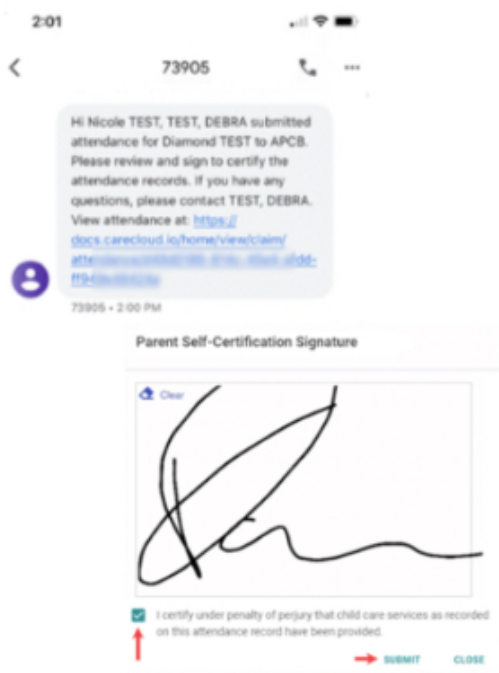 2:01
73905
Hi Nicole TEST, TEST, DEBRA submitted
attendance for Diamond TEST to APCB.
Please review and sign to certify the
attendance records. If you have any
questions, please contact TEST, DEBRA.
View attendance at: https://
docs.carecloud.io/home/view/claim/
73905 • 2:00 PM
Parent Self-Certification Signature
Clear
I certify under penalty of perjury that child care services as recorded
on this attendance record have been provided.
SUBMIT CLOSE